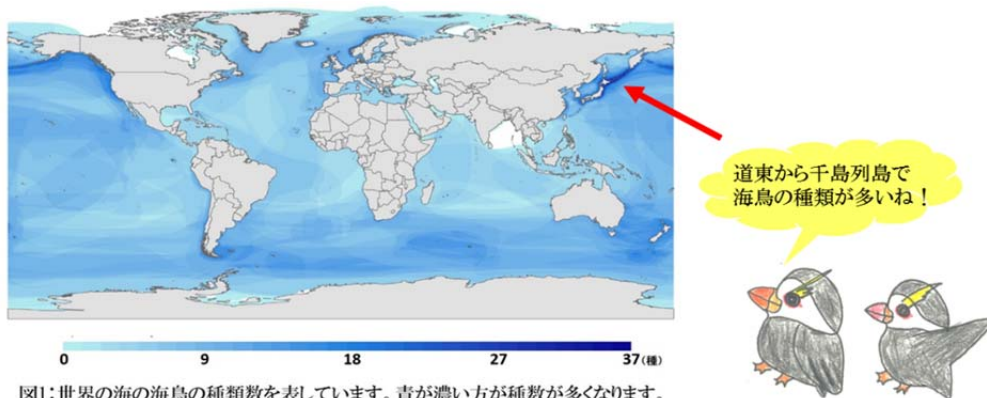 道東から千島列島で
海鳥の種類が多いね！
0 9 18 27 37(種)
図1:世界の海の海鳥の種類数を表しています。青が濃い方が種数が多くなります。